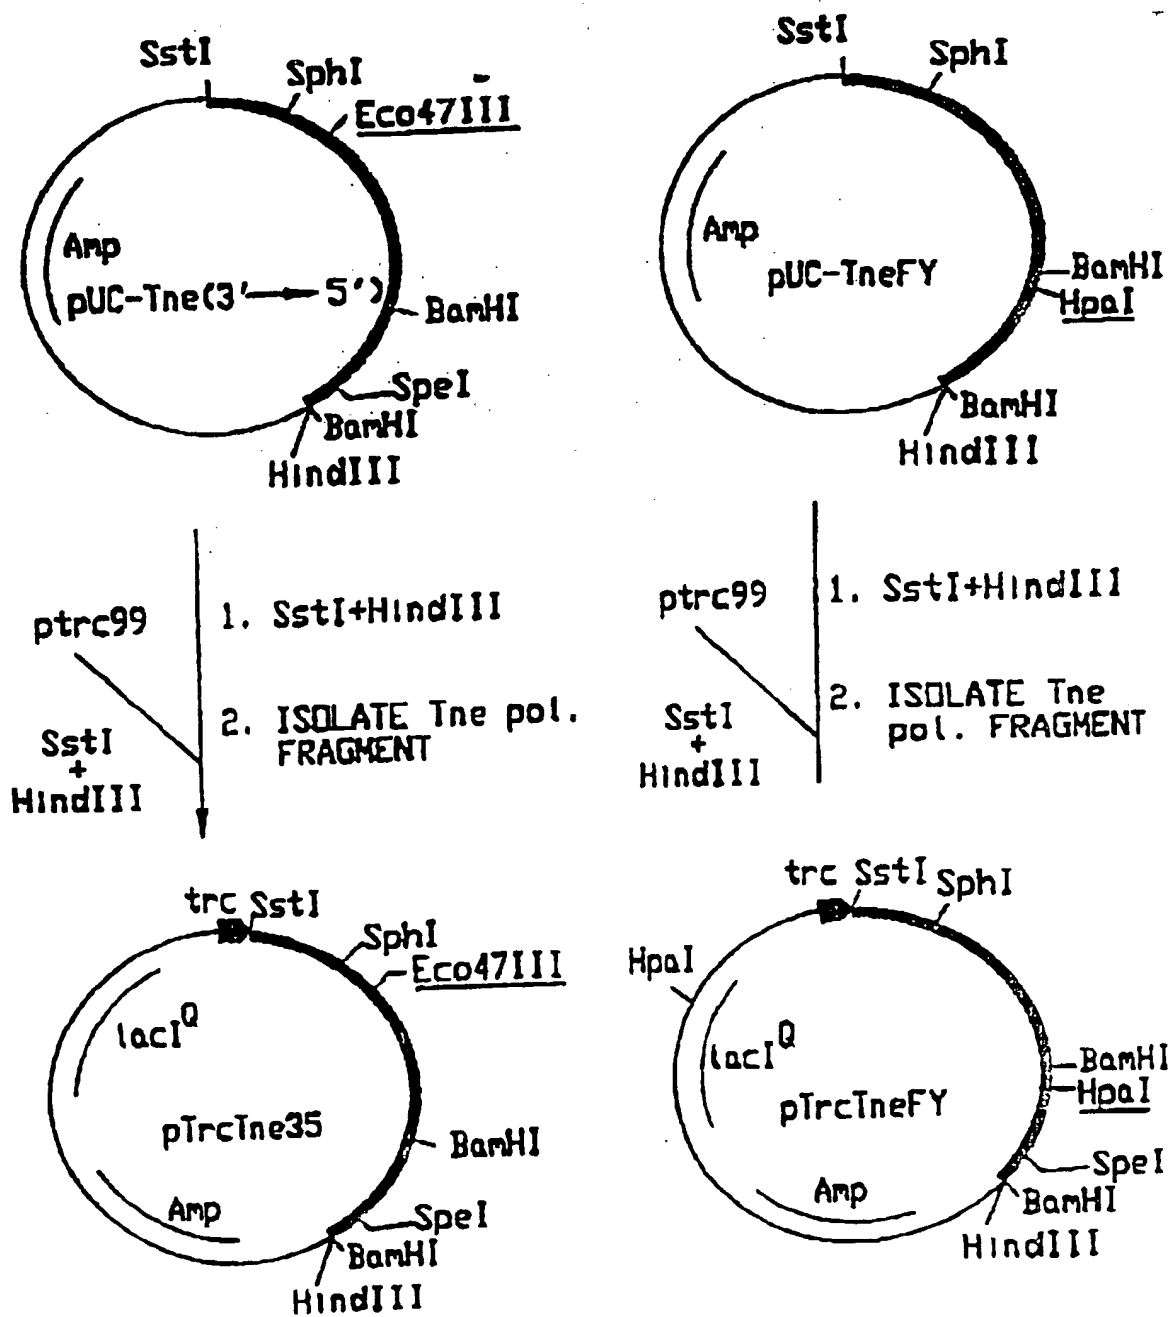 SstI
SphI
Eco47III
Amp
pUC-Tne(3'→5')
BamHI
SpeI
BamHI
HindIII
SstI
SphI
Amp
pUC-TneFY
BamHI
HpaI
BamHI
HindIII
ptrc99
SstI
+
HindIII
1. SstI+HindIII
2. ISOLATE Tne pol.
FRAGMENT
ptrc99
SstI
+
HindIII
1. SstI+HindIII
2. ISOLATE Tne
pol. FRAGMENT
trc SstI
SphI
Eco47III
lacI^Q
pTrcTne35
BamHI
Amp
SpeI
BamHI
HindIII
trc SstI SphI
HpaI
lacI^Q
BamHI
HpaI
pTrcTneFY
SpeI
Amp
BamHI
HindIII